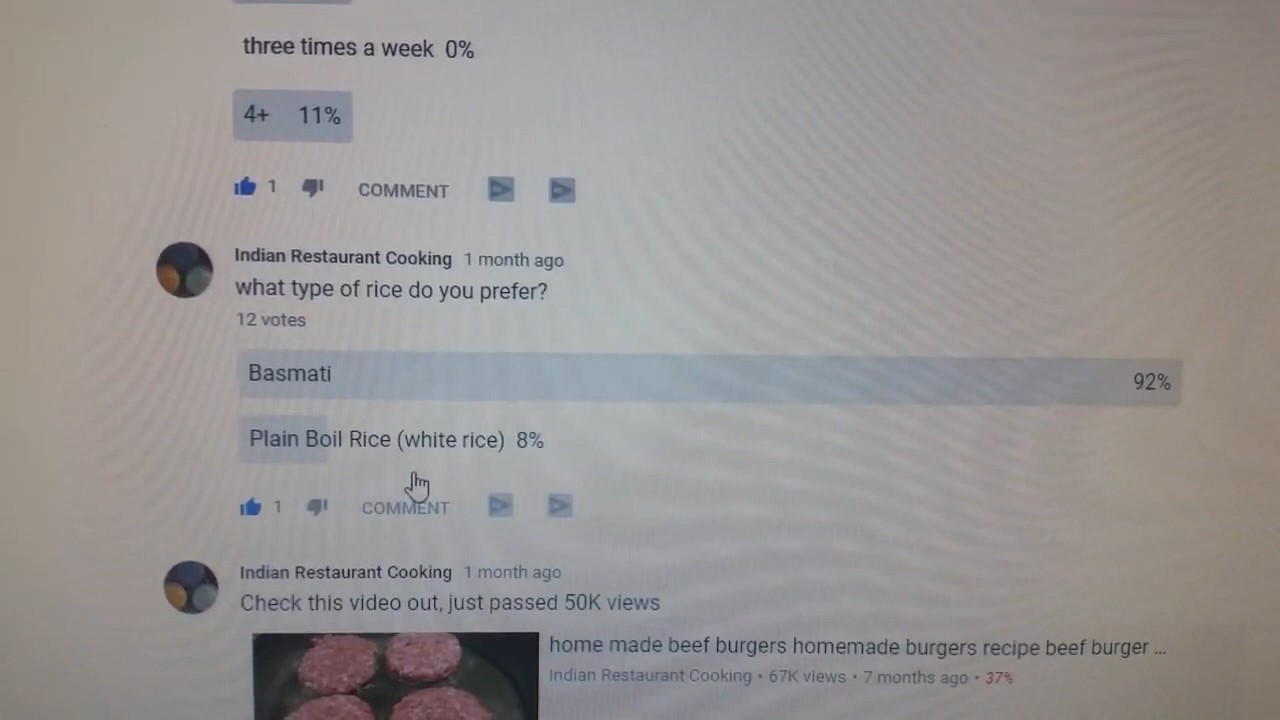 three times a week 0%
4+ 11%
1 COMMENT
Indian Restaurant Cooking 1 month ago
what type of rice do you prefer?
12 votes
Basmati 92%
Plain Boil Rice (white rice) 8%
1 COMMENT
Indian Restaurant Cooking 1 month ago
Check this video out, just passed 50K views
home made beef burgers homemade burgers recipe beef burger ...
Indian Restaurant Cooking • 67K views • 7 months ago • 37%